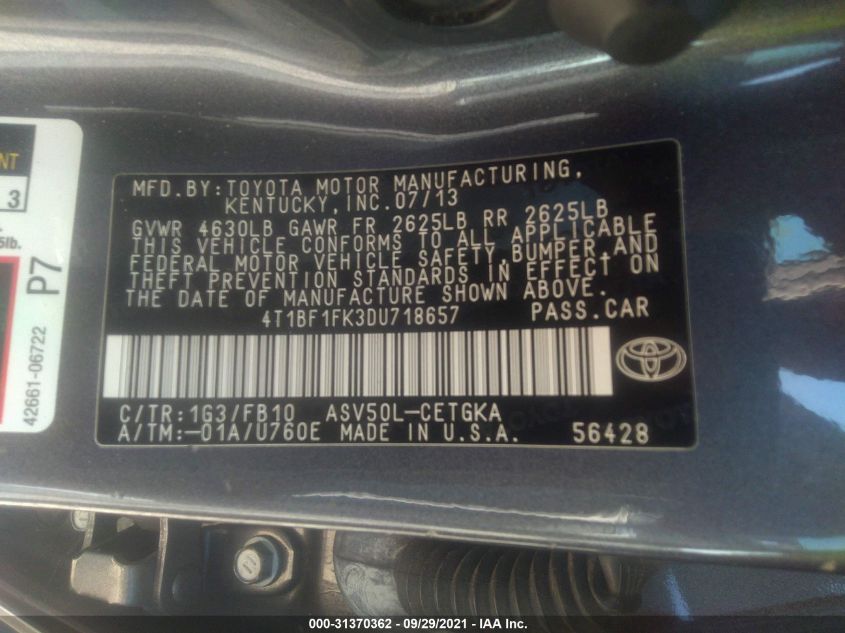 NT
3
5lb.
P7
42661-06722
MFD.BY:TOYOTA MOTOR MANUFACTURING,
KENTUCKY,INC.07/13
GVWR 4630LB GAWR FR 2625LB RR 2625LB
THIS VEHICLE CONFORMS TO ALL APPLICABLE
FEDERAL MOTOR VEHICLE SAFETY,BUMPER,AND
THEFT PREVENTION STANDARDS IN EFFECT ON
THE DATE OF MANUFACTURE SHOWN ABOVE.
4T1BF1FK3DU718657 PASS.CAR
C/TR:1G3/FB10 ASV50L-CETGKA
A/TM:-01A/U760E MADE IN U.S.A. 56428
000-31370362 - 09/29/2021 - IAA Inc.